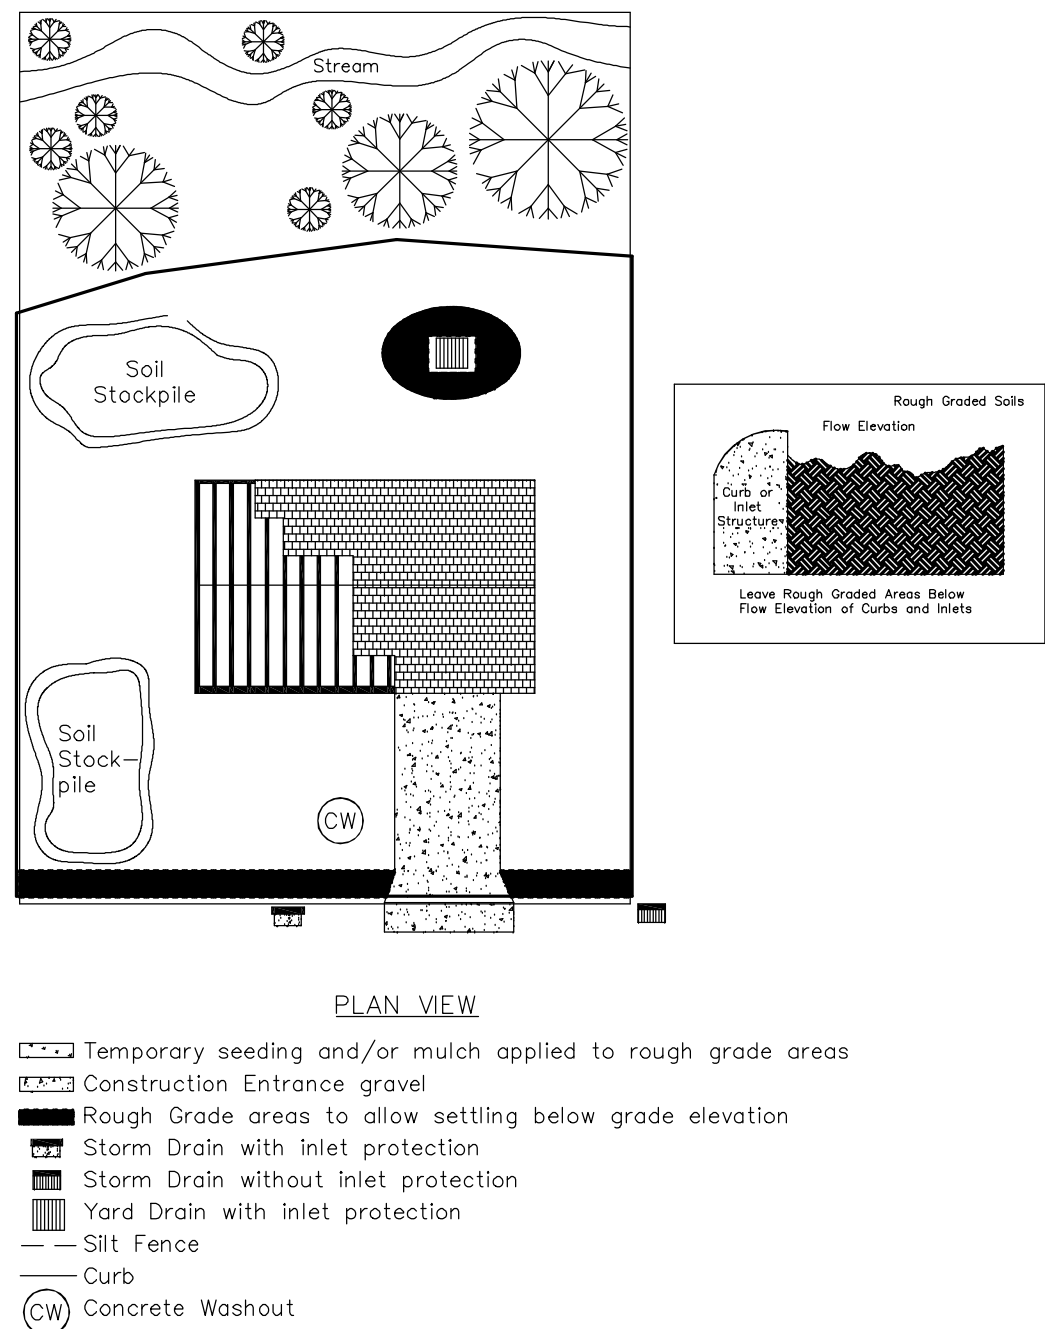 Stream
Soil
Stockpile
Rough Graded Soils
Flow Elevation
Curb or
Inlet
Structure
Leave Rough Graded Areas Below
Flow Elevation of Curbs and Inlets
Soil
Stock-
pile
CW
PLAN VIEW
Temporary seeding and/or mulch applied to rough grade areas
Construction Entrance gravel
Rough Grade areas to allow settling below grade elevation
Storm Drain with inlet protection
Storm Drain without inlet protection
Yard Drain with inlet protection
Silt Fence
Curb
CW Concrete Washout